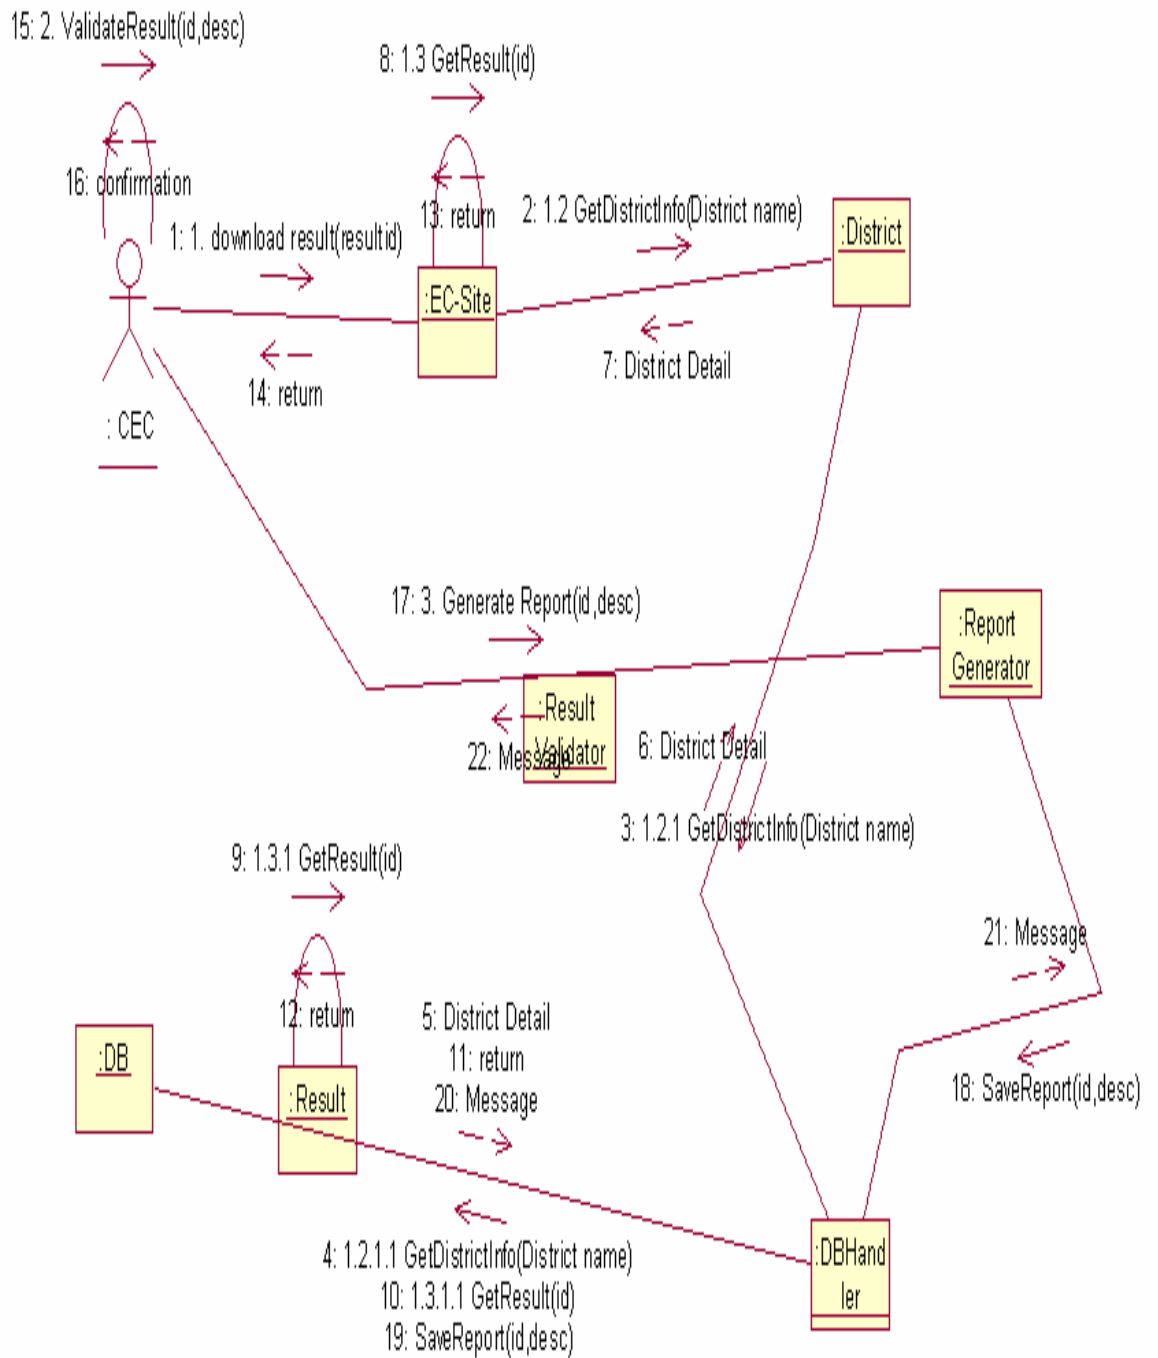 15: 2. ValidateResult(id,desc)
8: 1.3 GetResult(id)
16: confirmation
13: return
2: 1.2 GetDistrictInfo(District name)
1: 1. download result(resultid)
:District
:EC-Site
7: District Detail
14: return
: CEC
17: 3. Generate Report(id,desc)
:Report
Generator
:Result
Validator
22: Message
6: District Detail
3: 1.2.1 GetDistrictInfo(District name)
9: 1.3.1 GetResult(id)
21: Message
12: return
5: District Detail
11: return
20: Message
:DB
:Result
18: SaveReport(id,desc)
4: 1.2.1.1 GetDistrictInfo(District name)
10: 1.3.1.1 GetResult(id)
19: SaveReport(id,desc)
:DBHand
ler